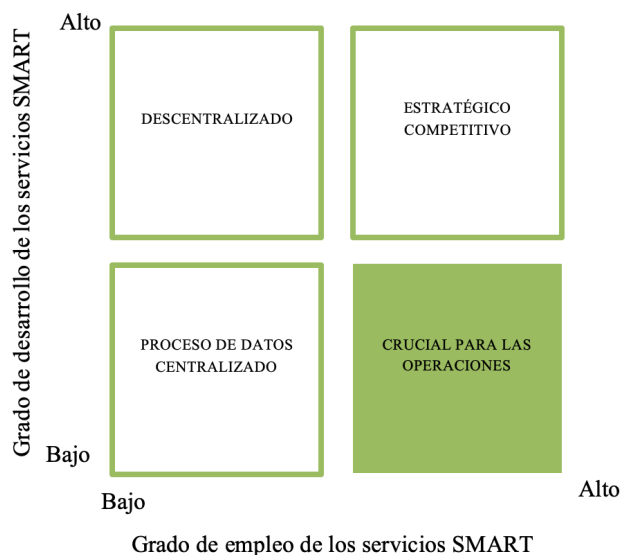 Alto
Grado de desarrollo de los servicios SMART
DESCENTRALIZADO
ESTRATÉGICO
COMPETITIVO
PROCESO DE DATOS
CENTRALIZADO
CRUCIAL PARA LAS
OPERACIONES
Bajo
Bajo
Alto
Grado de empleo de los servicios SMART